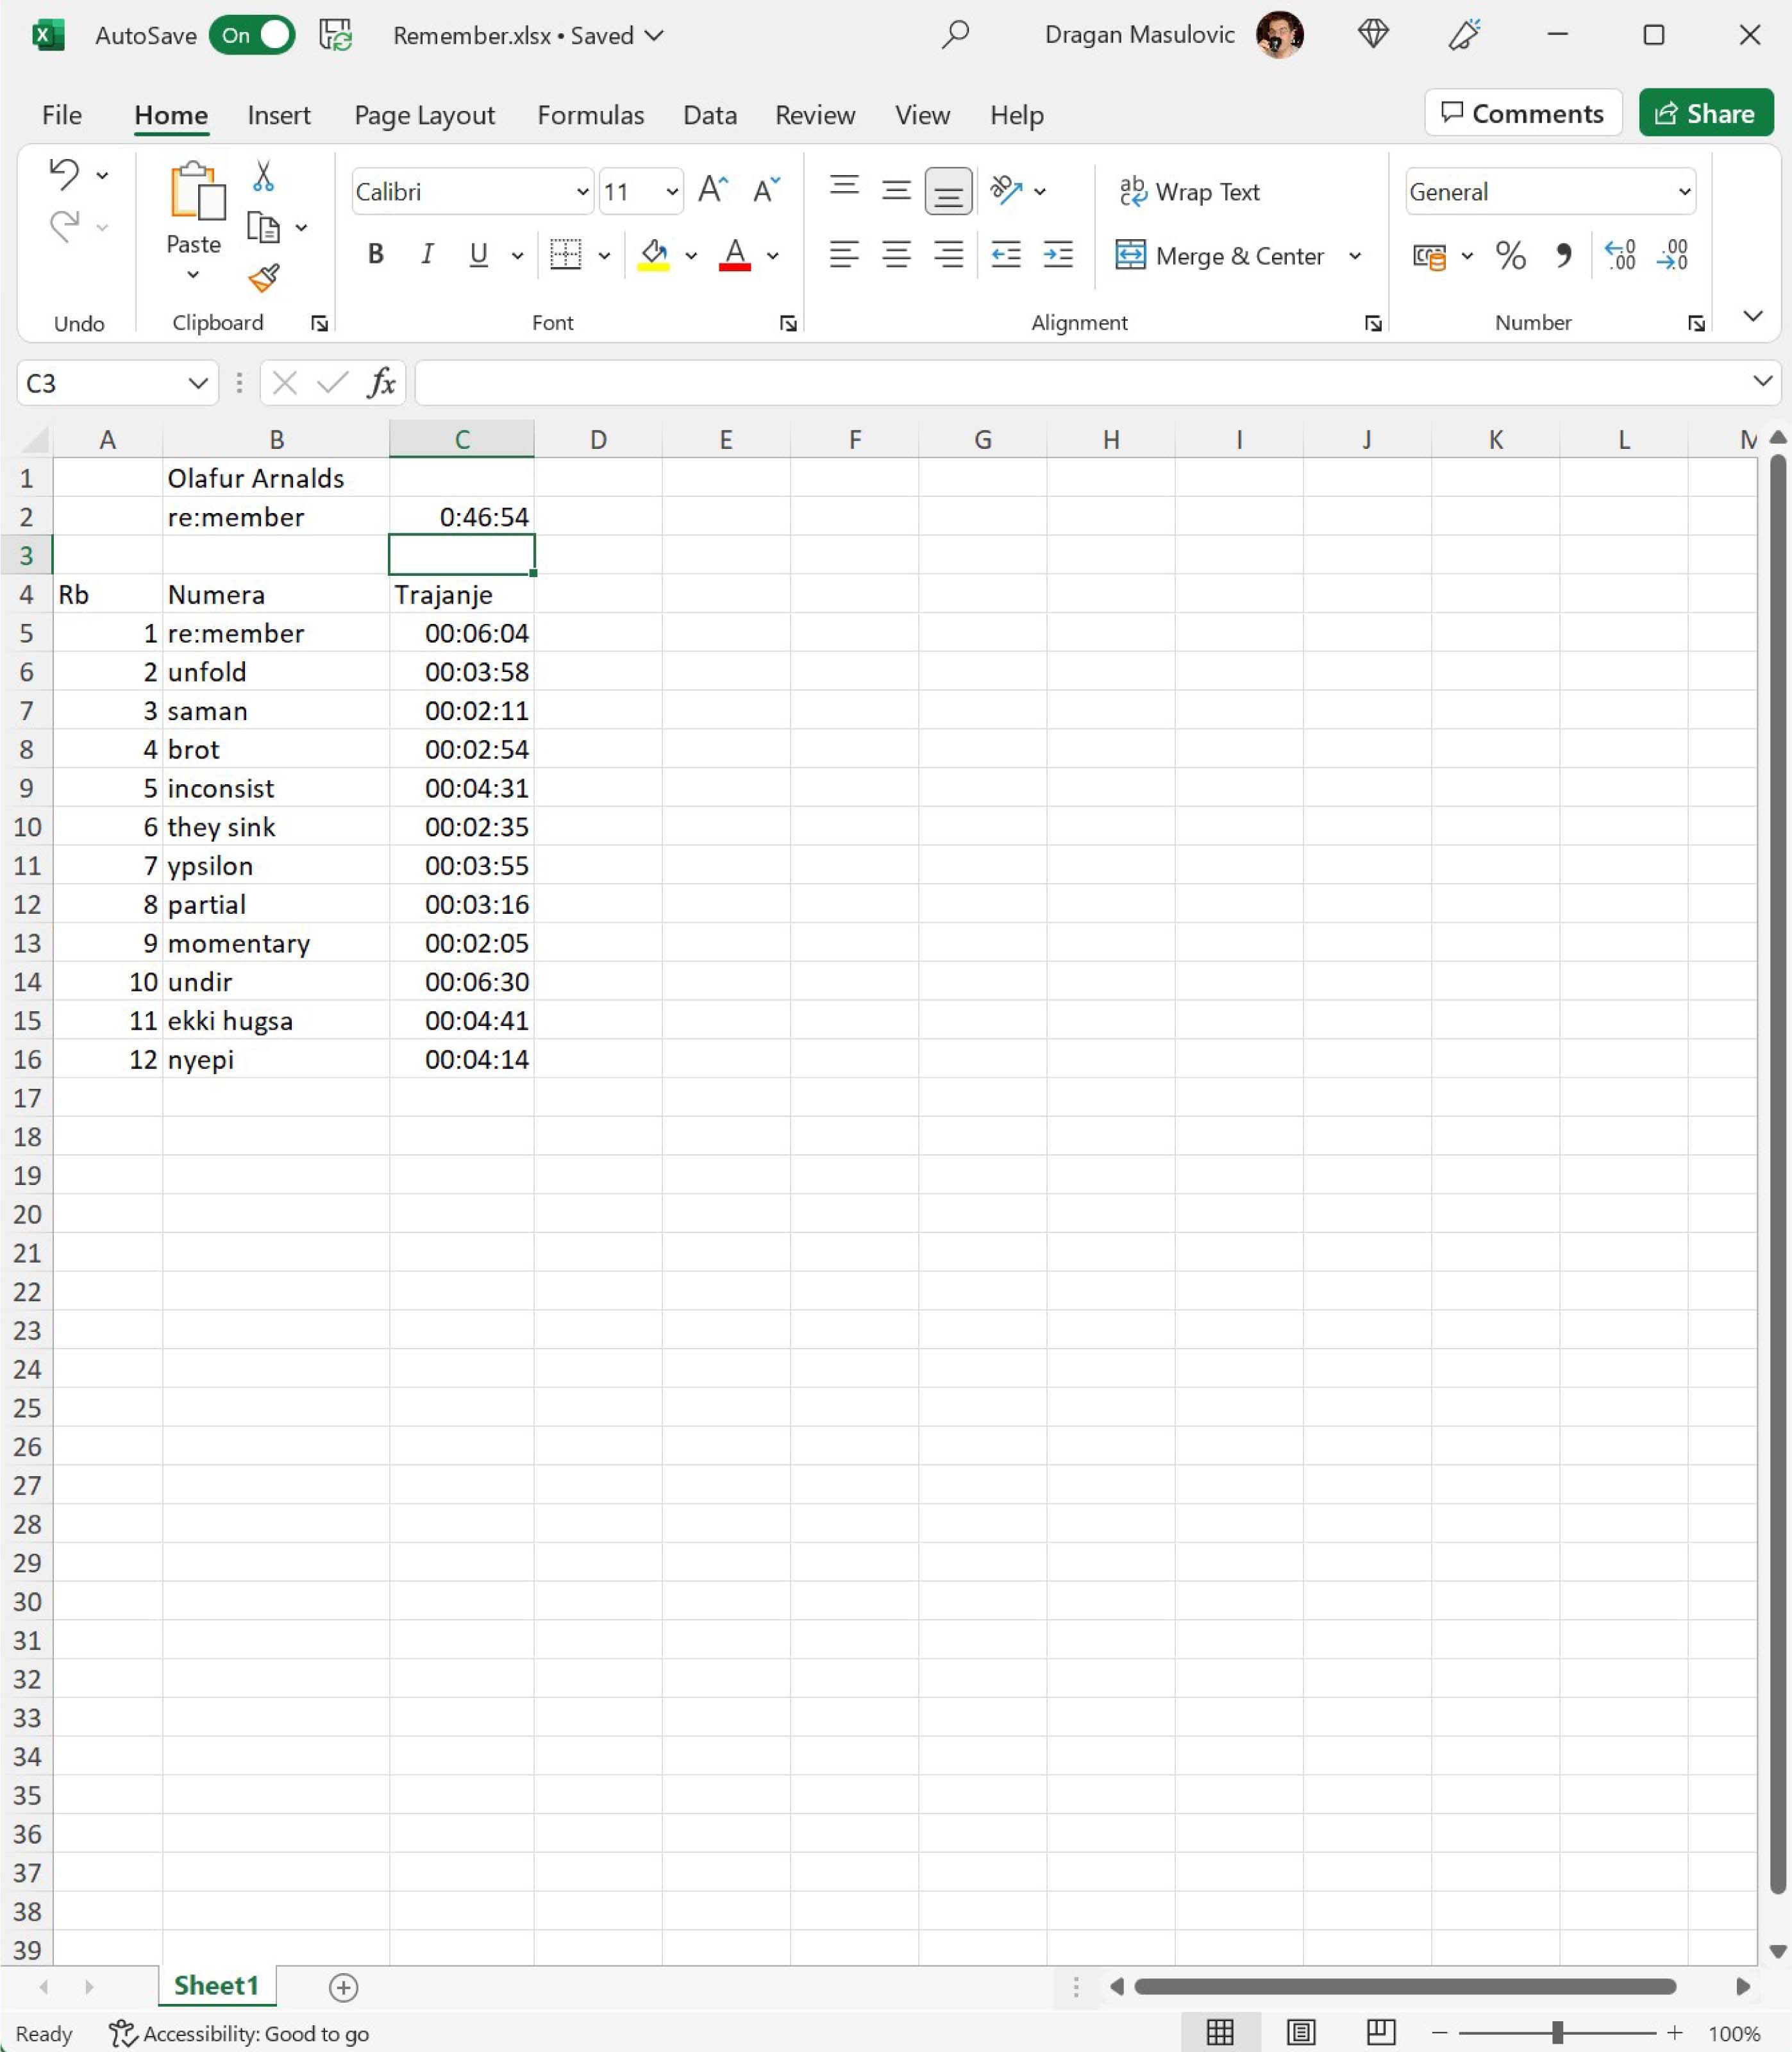 AutoSave On Remember.xlsx • Saved Dragan Masulovic
File Home Insert Page Layout Formulas Data Review View Help Comments Share
Calibri 11 Wrap Text General
Paste B I U A Merge & Center % .00 .00
Undo Clipboard Font Alignment Number
C3 fx
A B C D E F G H I J K L M
1 Olafur Arnalds
2 re:member 0:46:54
3
4 Rb Numera Trajanje
5 1 re:member 00:06:04
6 2 unfold 00:03:58
7 3 saman 00:02:11
8 4 brot 00:02:54
9 5 inconsist 00:04:31
10 6 they sink 00:02:35
11 7 ypsilon 00:03:55
12 8 partial 00:03:16
13 9 momentary 00:02:05
14 10 undir 00:06:30
15 11 ekki hugsa 00:04:41
16 12 nyepi 00:04:14
17
18
19
20
21
22
23
24
25
26
27
28
29
30
31
32
33
34
35
36
37
38
39
Sheet1
Ready Accessibility: Good to go 100%